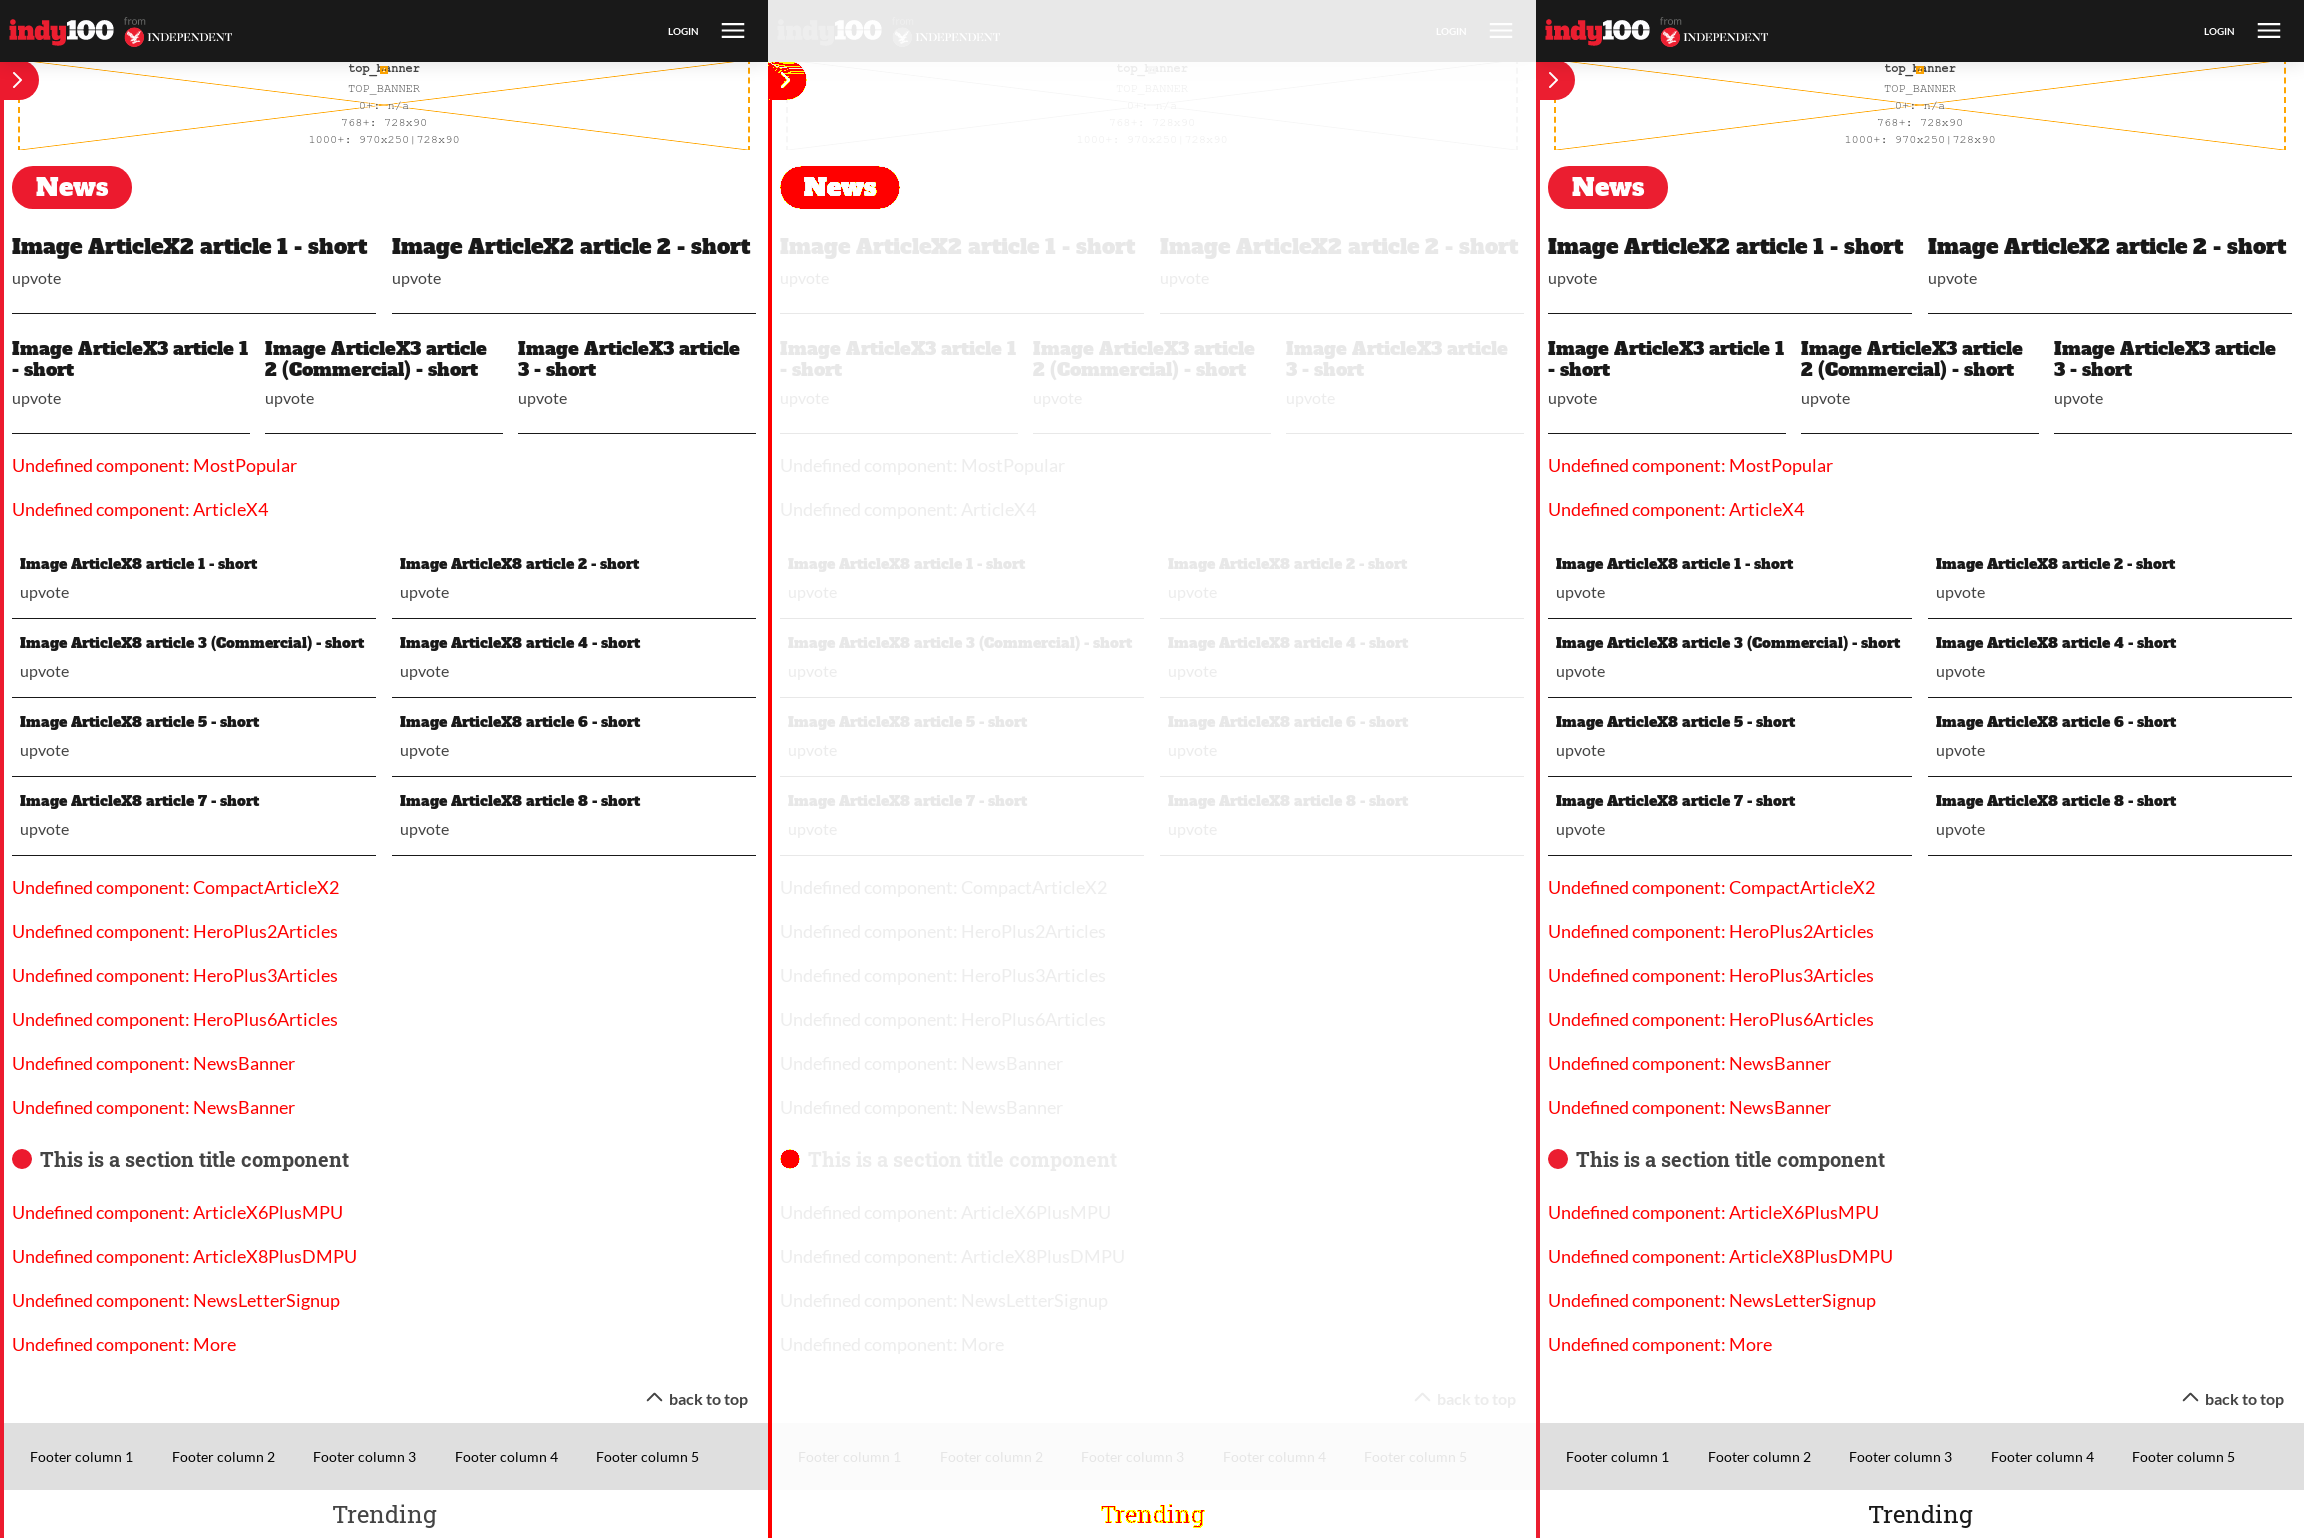 indy100 from INDEPENDENT LOGIN
top_banner
TOP_BANNER
0+: n/a
768+: 728x90
1000+: 970x250|728x90
News
Image ArticleX2 article 1 - short
upvote
Image ArticleX2 article 2 - short
upvote
Image ArticleX3 article 1
- short
upvote
Image ArticleX3 article
2 (Commercial) - short
upvote
Image ArticleX3 article
3 - short
upvote
Undefined component: MostPopular
Undefined component: ArticleX4
Image ArticleX8 article 1 - short
upvote
Image ArticleX8 article 2 - short
upvote
Image ArticleX8 article 3 (Commercial) - short
upvote
Image ArticleX8 article 4 - short
upvote
Image ArticleX8 article 5 - short
upvote
Image ArticleX8 article 6 - short
upvote
Image ArticleX8 article 7 - short
upvote
Image ArticleX8 article 8 - short
upvote
Undefined component: CompactArticleX2
Undefined component: HeroPlus2Articles
Undefined component: HeroPlus3Articles
Undefined component: HeroPlus6Articles
Undefined component: NewsBanner
Undefined component: NewsBanner
This is a section title component
Undefined component: ArticleX6PlusMPU
Undefined component: ArticleX8PlusDMPU
Undefined component: NewsLetterSignup
Undefined component: More
back to top
Footer column 1 Footer column 2 Footer column 3 Footer column 4 Footer column 5
Trending
indy100 from INDEPENDENT LOGIN
top_banner
TOP_BANNER
0+: n/a
768+: 728x90
1000+: 970x250|728x90
News
Image ArticleX2 article 1 - short
upvote
Image ArticleX2 article 2 - short
upvote
Image ArticleX3 article 1
- short
upvote
Image ArticleX3 article
2 (Commercial) - short
upvote
Image ArticleX3 article
3 - short
upvote
Undefined component: MostPopular
Undefined component: ArticleX4
Image ArticleX8 article 1 - short
upvote
Image ArticleX8 article 2 - short
upvote
Image ArticleX8 article 3 (Commercial) - short
upvote
Image ArticleX8 article 4 - short
upvote
Image ArticleX8 article 5 - short
upvote
Image ArticleX8 article 6 - short
upvote
Image ArticleX8 article 7 - short
upvote
Image ArticleX8 article 8 - short
upvote
Undefined component: CompactArticleX2
Undefined component: HeroPlus2Articles
Undefined component: HeroPlus3Articles
Undefined component: HeroPlus6Articles
Undefined component: NewsBanner
Undefined component: NewsBanner
This is a section title component
Undefined component: ArticleX6PlusMPU
Undefined component: ArticleX8PlusDMPU
Undefined component: NewsLetterSignup
Undefined component: More
back to top
Footer column 1 Footer column 2 Footer column 3 Footer column 4 Footer column 5
Trending
indy100 from INDEPENDENT LOGIN
top_banner
TOP_BANNER
0+: n/a
768+: 728x90
1000+: 970x250|728x90
News
Image ArticleX2 article 1 - short
upvote
Image ArticleX2 article 2 - short
upvote
Image ArticleX3 article 1
- short
upvote
Image ArticleX3 article
2 (Commercial) - short
upvote
Image ArticleX3 article
3 - short
upvote
Undefined component: MostPopular
Undefined component: ArticleX4
Image ArticleX8 article 1 - short
upvote
Image ArticleX8 article 2 - short
upvote
Image ArticleX8 article 3 (Commercial) - short
upvote
Image ArticleX8 article 4 - short
upvote
Image ArticleX8 article 5 - short
upvote
Image ArticleX8 article 6 - short
upvote
Image ArticleX8 article 7 - short
upvote
Image ArticleX8 article 8 - short
upvote
Undefined component: CompactArticleX2
Undefined component: HeroPlus2Articles
Undefined component: HeroPlus3Articles
Undefined component: HeroPlus6Articles
Undefined component: NewsBanner
Undefined component: NewsBanner
This is a section title component
Undefined component: ArticleX6PlusMPU
Undefined component: ArticleX8PlusDMPU
Undefined component: NewsLetterSignup
Undefined component: More
back to top
Footer column 1 Footer column 2 Footer column 3 Footer column 4 Footer column 5
Trending